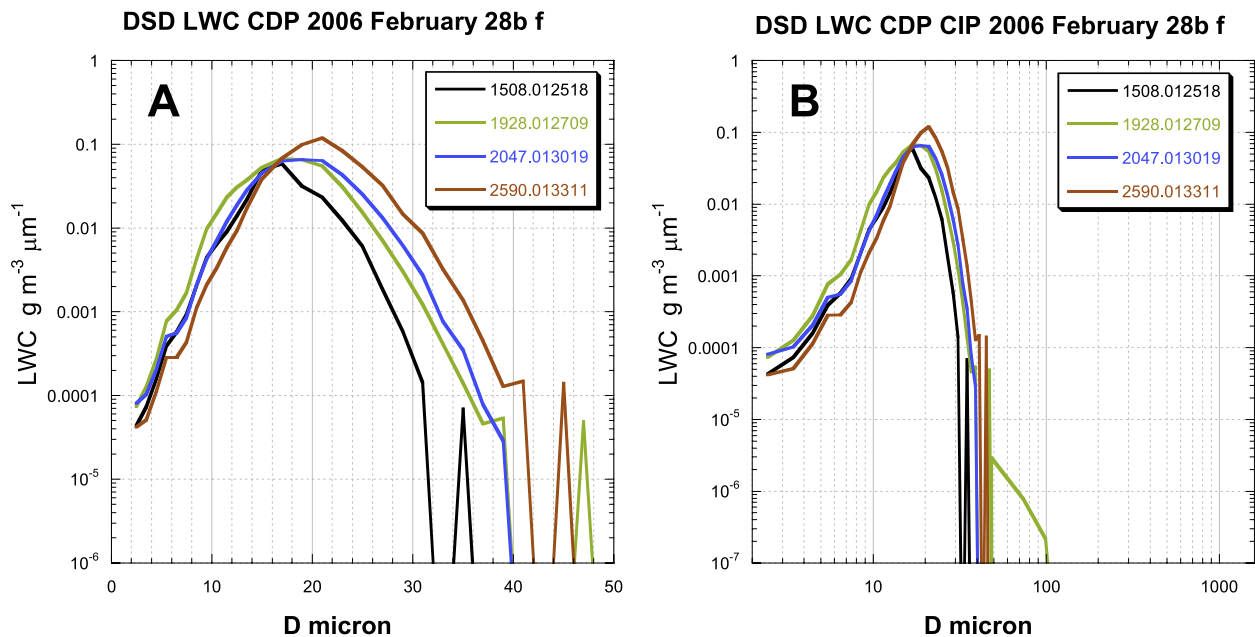 DSD LWC CDP 2006 February 28b f
A
1508.012518
1928.012709
2047.013019
2590.013311
LWC g m⁻³ μm⁻¹
1
0.1
0.01
0.001
0.0001
10⁻⁵
10⁻⁶
0 10 20 30 40 50
D micron
DSD LWC CDP CIP 2006 February 28b f
B
1508.012518
1928.012709
2047.013019
2590.013311
LWC g m⁻³ μm⁻¹
1
0.1
0.01
0.001
0.0001
10⁻⁵
10⁻⁶
10⁻⁷
10 100 1000
D micron